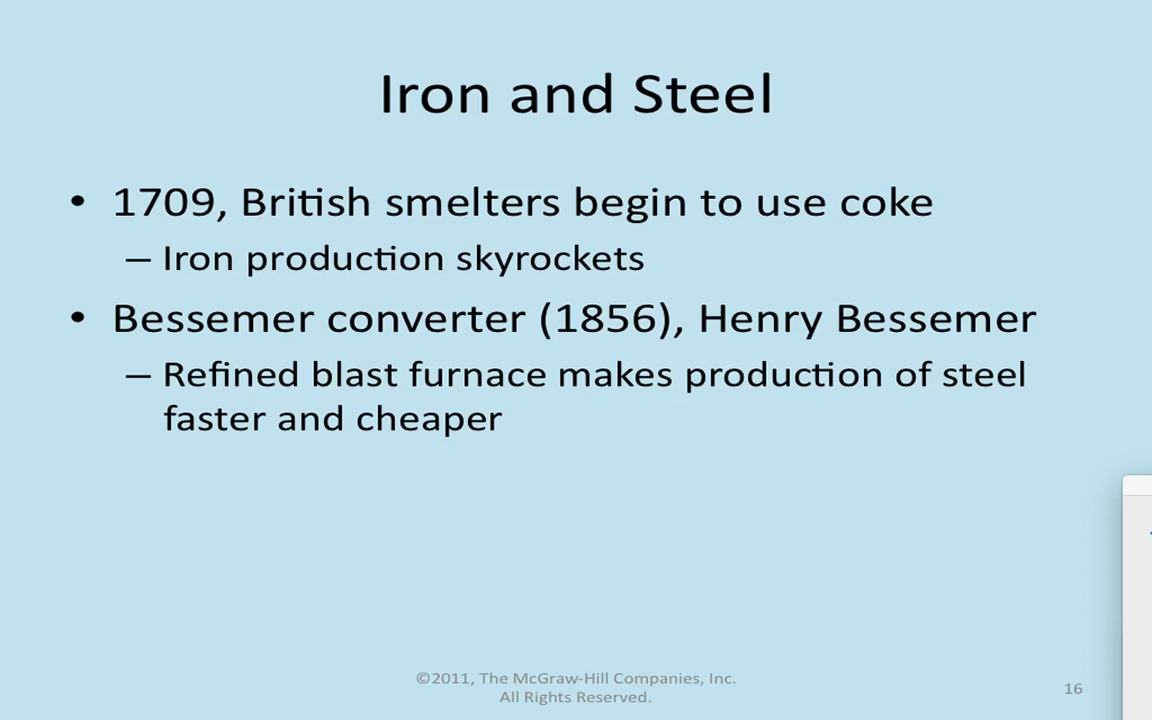 Iron and Steel
• 1709, British smelters begin to use coke
– Iron production skyrockets
• Bessemer converter (1856), Henry Bessemer
– Refined blast furnace makes production of steel
faster and cheaper
©2011, The McGraw-Hill Companies, Inc.
All Rights Reserved.
16